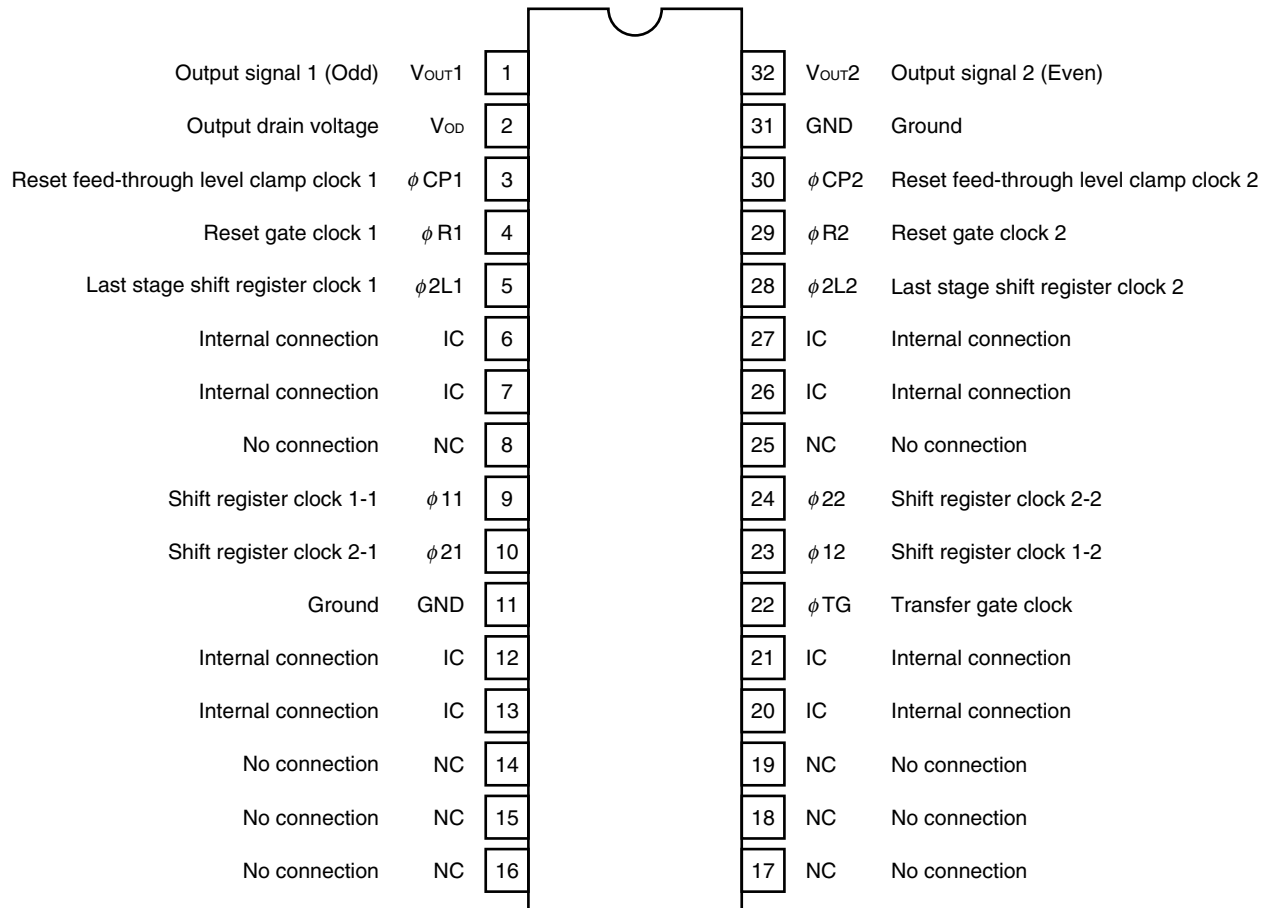 Output signal 1 (Odd) VOUT1 1 32 VOUT2 Output signal 2 (Even)
Output drain voltage VOD 2 31 GND Ground
Reset feed-through level clamp clock 1 ϕCP1 3 30 ϕCP2 Reset feed-through level clamp clock 2
Reset gate clock 1 ϕR1 4 29 ϕR2 Reset gate clock 2
Last stage shift register clock 1 ϕ2L1 5 28 ϕ2L2 Last stage shift register clock 2
Internal connection IC 6 27 IC Internal connection
Internal connection IC 7 26 IC Internal connection
No connection NC 8 25 NC No connection
Shift register clock 1-1 ϕ11 9 24 ϕ22 Shift register clock 2-2
Shift register clock 2-1 ϕ21 10 23 ϕ12 Shift register clock 1-2
Ground GND 11 22 ϕTG Transfer gate clock
Internal connection IC 12 21 IC Internal connection
Internal connection IC 13 20 IC Internal connection
No connection NC 14 19 NC No connection
No connection NC 15 18 NC No connection
No connection NC 16 17 NC No connection